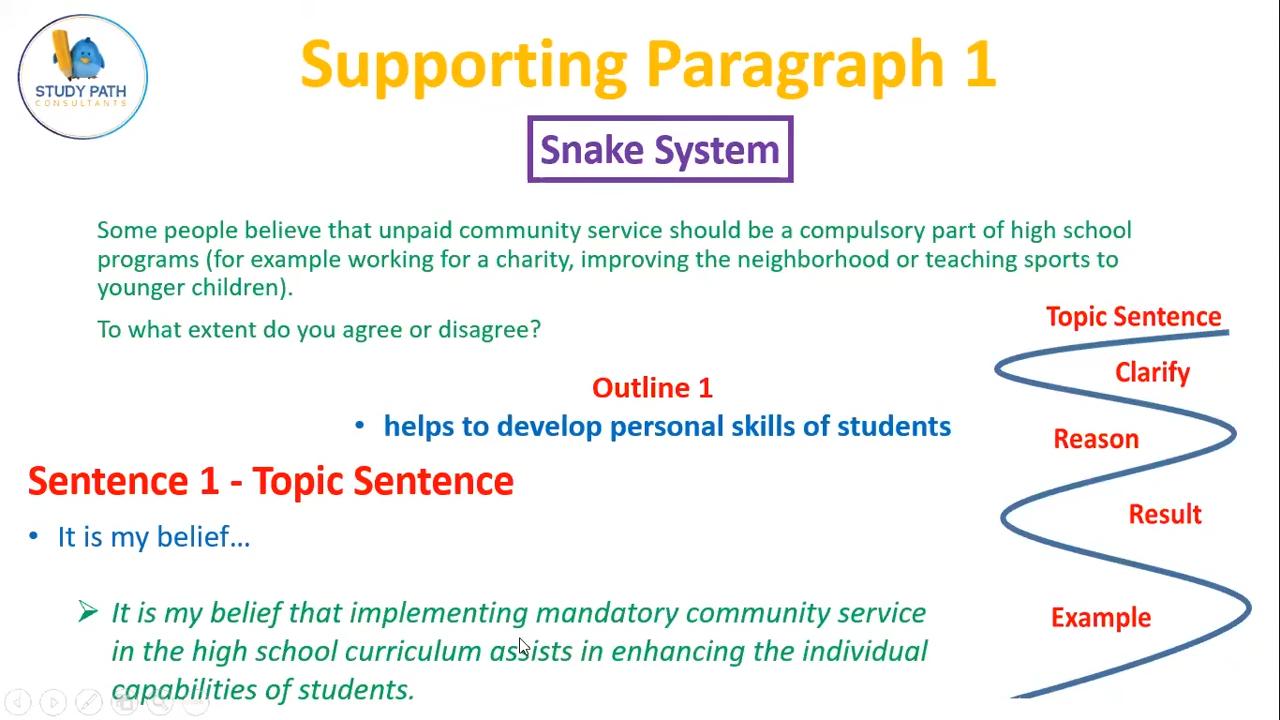 STUDY PATH
CONSULTANTS
Supporting Paragraph 1
Snake System
Some people believe that unpaid community service should be a compulsory part of high school
programs (for example working for a charity, improving the neighborhood or teaching sports to
younger children).
To what extent do you agree or disagree?
Topic Sentence
Clarify
Reason
Result
Example
Outline 1
• helps to develop personal skills of students
Sentence 1 - Topic Sentence
• It is my belief...
It is my belief that implementing mandatory community service
in the high school curriculum assists in enhancing the individual
capabilities of students.